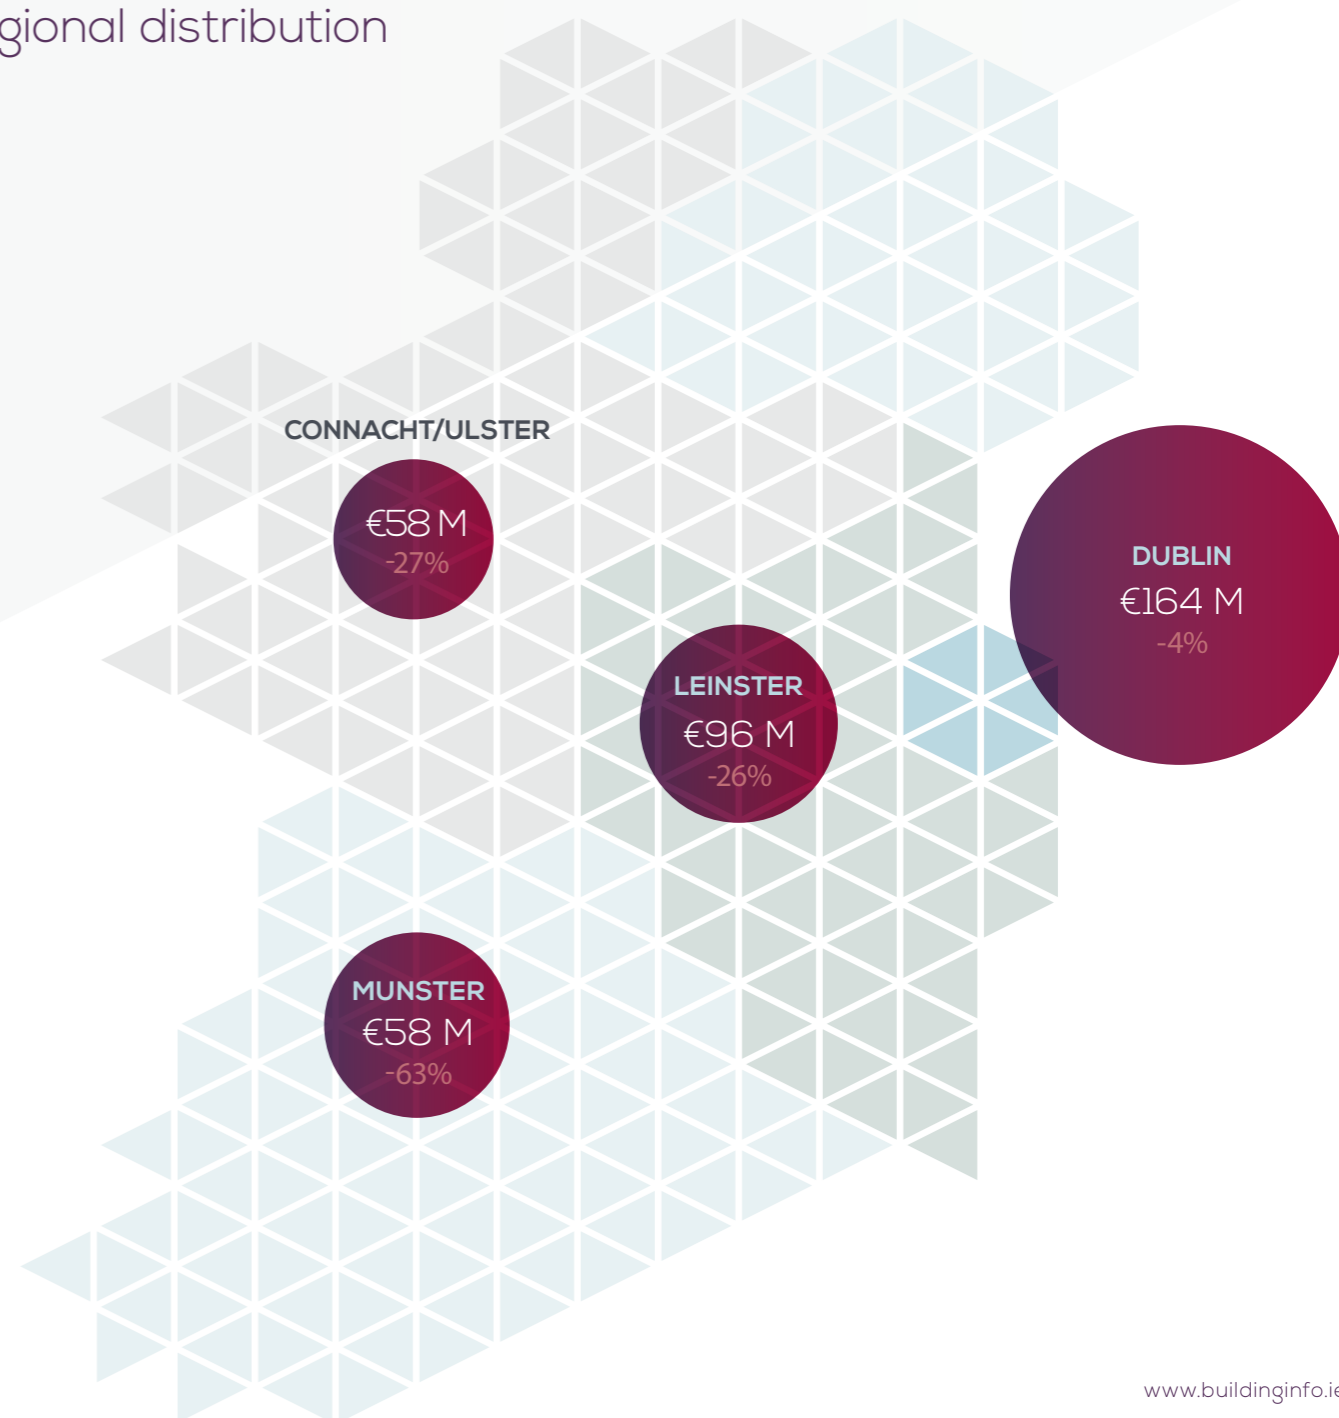 gional distribution
CONNACHT/ULSTER
€58 M
-27%
DUBLIN
€164 M
-4%
LEINSTER
€96 M
-26%
MUNSTER
€58 M
-63%
www.buildinginfo.ie